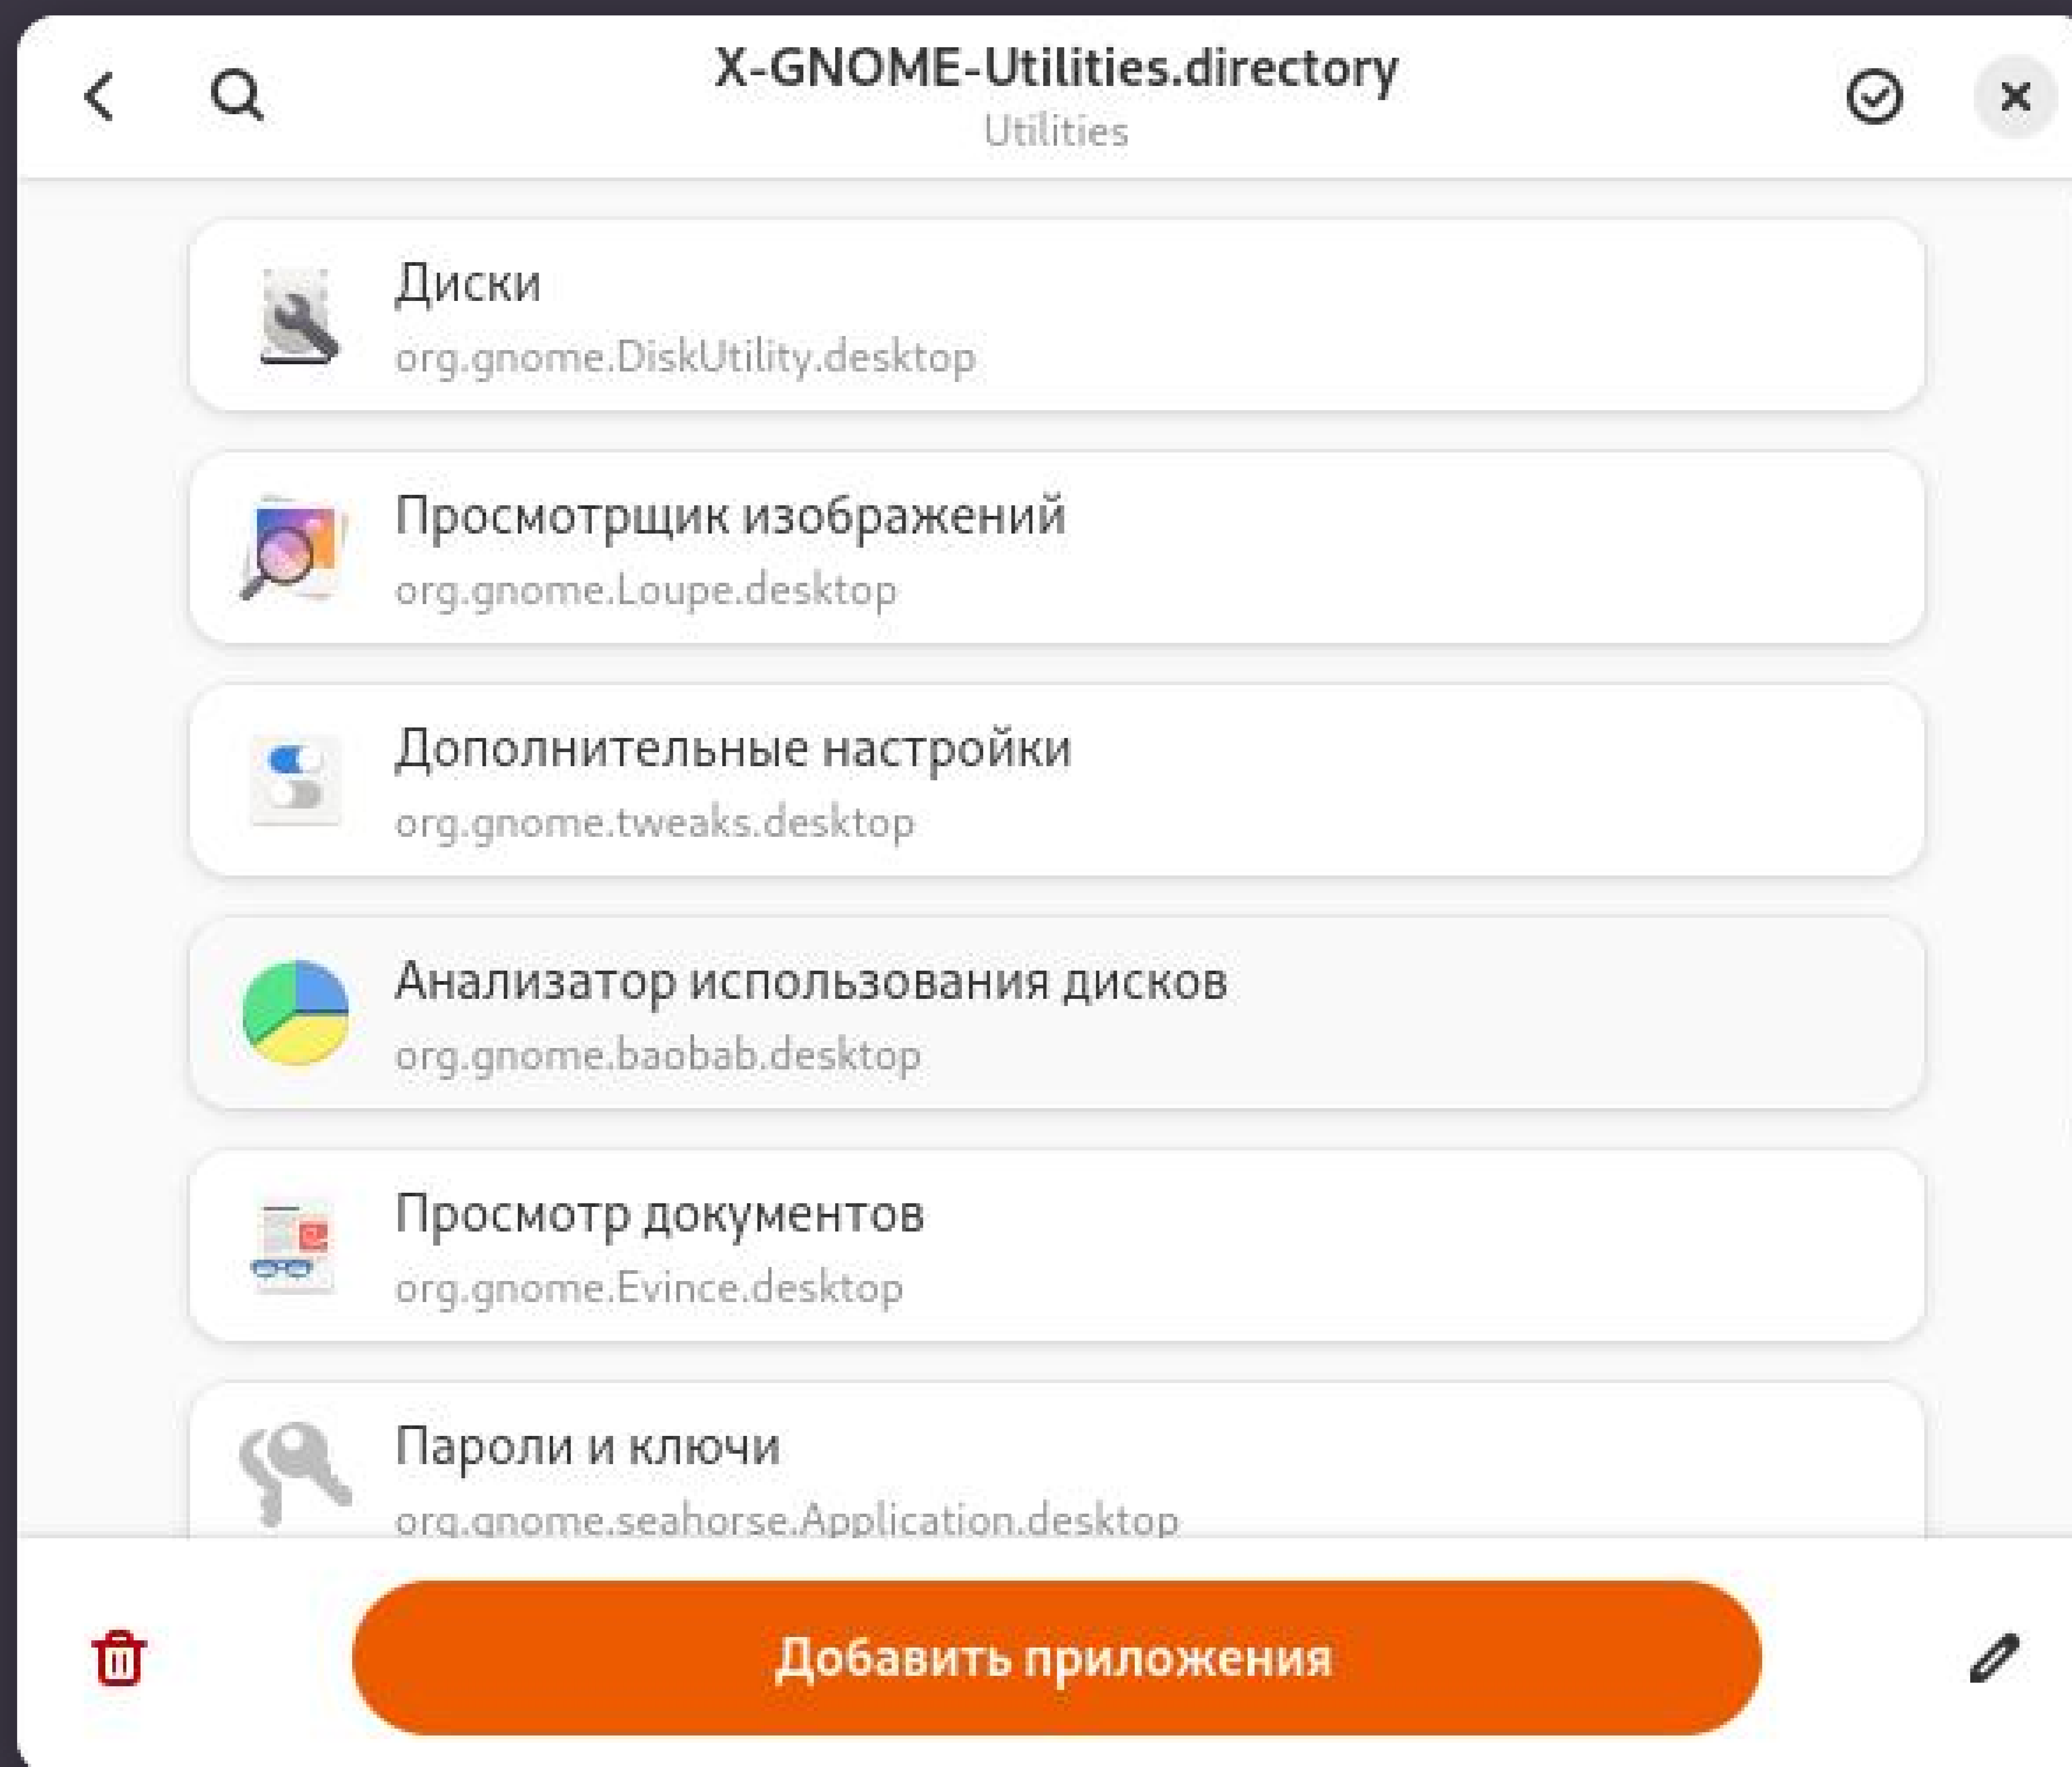 X-GNOME-Utilities.directory
Utilities
Диски
org.gnome.DiskUtility.desktop
Просмотрщик изображений
org.gnome.Loupe.desktop
Дополнительные настройки
org.gnome.tweaks.desktop
Анализатор использования дисков
org.gnome.baobab.desktop
Просмотр документов
org.gnome.Evince.desktop
Пароли и ключи
org.gnome.seahorse.Application.desktop
Добавить приложения